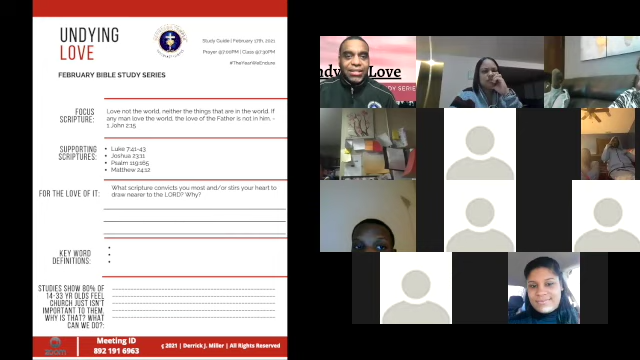 UNDYING
LOVE
Study Guide | February 17th, 2021
Prayer @7:00PM | Class @7:30PM
#TheYearWeEndure
FEBRUARY BIBLE STUDY SERIES
FOCUS
SCRIPTURE:
Love not the world, neither the things that are in the world. If
any man love the world, the love of the Father is not in him. -
1 John 2:15
SUPPORTING
SCRIPTURES:
• Luke 7:41-43
• Joshua 23:11
• Psalm 119:165
• Matthew 24:12
FOR THE LOVE OF IT:
What scripture convicts you most and/or stirs your heart to
draw nearer to the LORD? Why?
KEY WORD
DEFINITIONS:
STUDIES SHOW 80% OF
14-33 YR OLDS FEEL
CHURCH JUST ISN'T
IMPORTANT TO THEM.
WHY IS THAT? WHAT
CAN WE DO?:
zoom
Meeting ID
892 191 6963
© 2021 | Derrick J. Miller | All Rights Reserved
Love